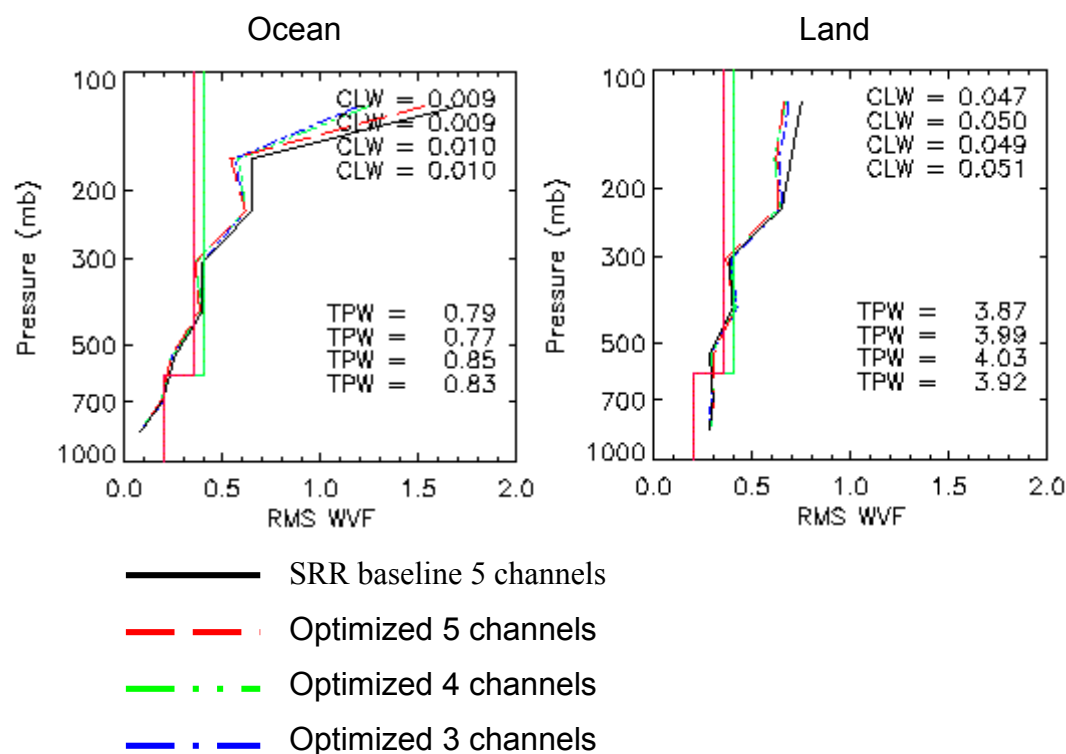 Ocean
Land
100
200
300
500
700
1000
Pressure (mb)
CLW = 0.009
CLW = 0.009
CLW = 0.010
CLW = 0.010
TPW = 0.79
TPW = 0.77
TPW = 0.85
TPW = 0.83
0.0 0.5 1.0 1.5 2.0
RMS WVF
100
200
300
500
700
1000
Pressure (mb)
CLW = 0.047
CLW = 0.050
CLW = 0.049
CLW = 0.051
TPW = 3.87
TPW = 3.99
TPW = 4.03
TPW = 3.92
0.0 0.5 1.0 1.5 2.0
RMS WVF
SRR baseline 5 channels
Optimized 5 channels
Optimized 4 channels
Optimized 3 channels